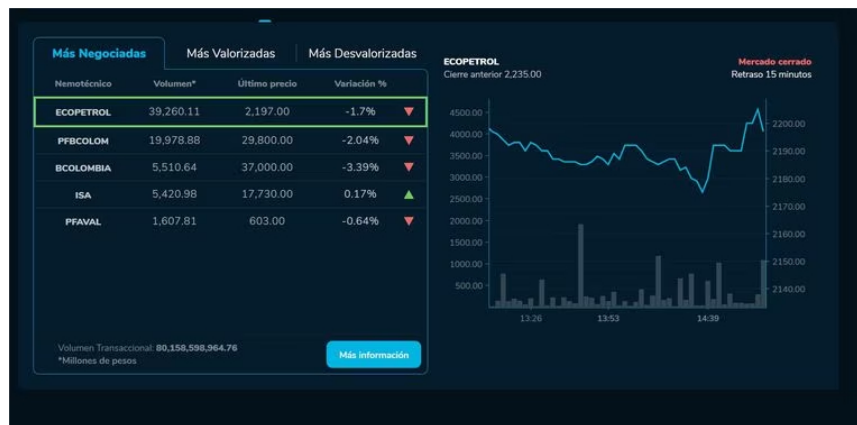 Más Negociadas Más Valorizadas Más Desvalorizadas
Nemotécnico Volumen* Último precio Variación %
ECOPETROL 39,260.11 2,197.00 -1.7%
PFBCOLOM 19,978.88 29,800.00 -2.04%
BCOLOMBIA 5,510.64 37,000.00 -3.39%
ISA 5,420.98 17,730.00 0.17%
PFAVAL 1,607.81 603.00 -0.64%
Volumen Transaccional: 80,158,598,964.76
*Millones de pesos
Más información
ECOPETROL
Cierre anterior 2,235.00
Mercado cerrado
Retraso 15 minutos
4500.00
4000.00
3500.00
3000.00
2500.00
2000.00
1500.00
1000.00
500.00
2200.00
2190.00
2180.00
2170.00
2160.00
2150.00
2140.00
13:26 13:53 14:39